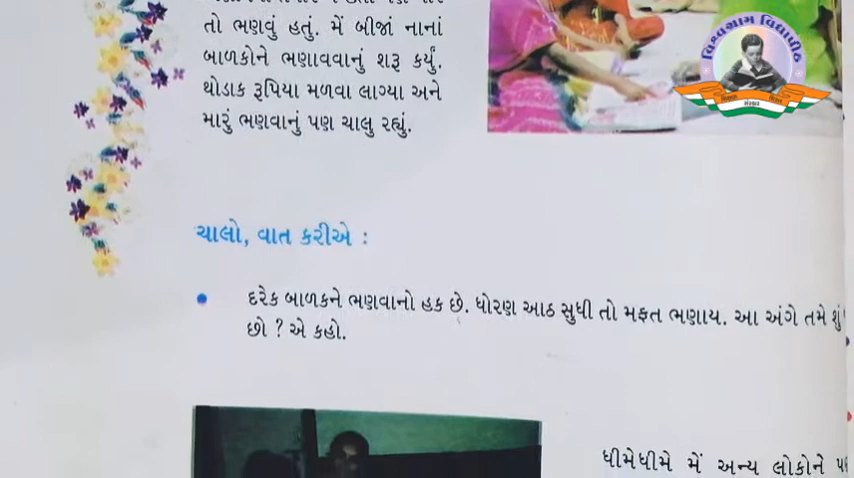 તો ભણવું હતું. મેં બીજાં નાનાં
બાળકોને ભણાવવાનું શરૂ કર્યું.
થોડાક રૂપિયા મળવા લાગ્યા અને
મારું ભણવાનું પણ ચાલુ રહ્યું.
વિશ્વગ્રામ વિદ્યાપીઠ
ચાલો, વાત કરીએ :
દરેક બાળકને ભણવાનો હક છે. ધોરણ આઠ સુધી તો મફત ભણાય. આ અંગે તમે શું
છો ? એ કહો.
ધીમેધીમે મેં અન્ય લોકોને